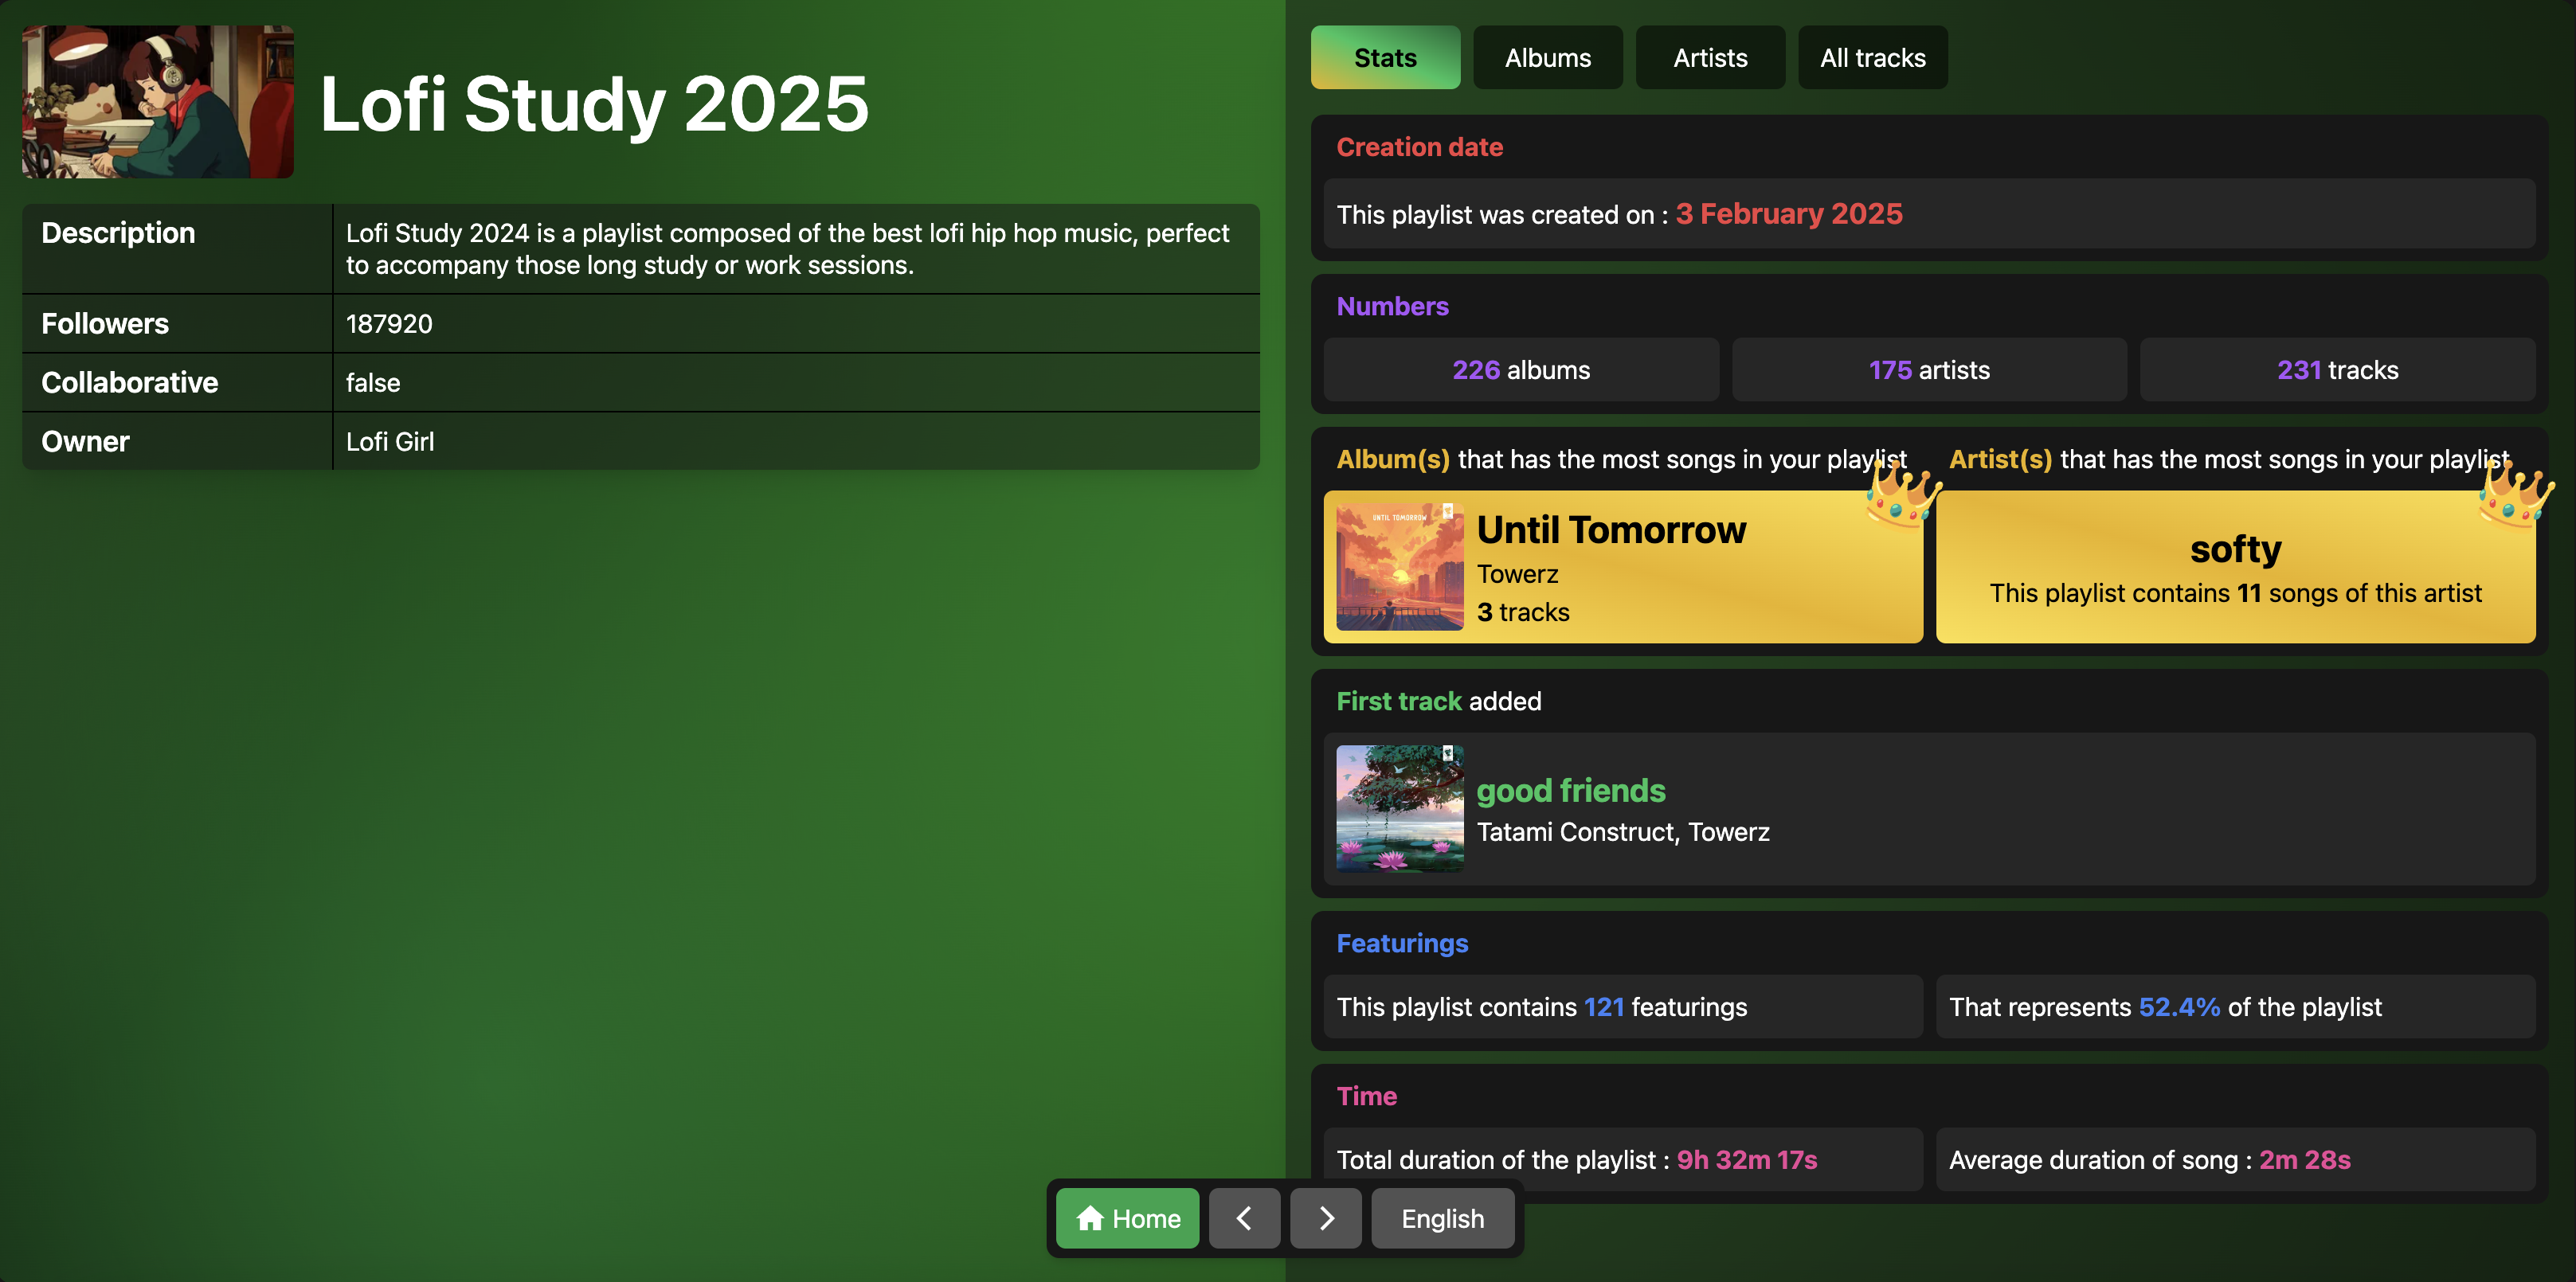 Lofi Study 2025
Description
Lofi Study 2024 is a playlist composed of the best lofi hip hop music, perfect
to accompany those long study or work sessions.
Followers
187920
Collaborative
false
Owner
Lofi Girl
Stats
Albums
Artists
All tracks
Creation date
This playlist was created on : 3 February 2025
Numbers
226 albums
175 artists
231 tracks
Album(s) that has the most songs in your playlist
UNTIL TOMORROW
Until Tomorrow
Towerz
3 tracks
Artist(s) that has the most songs in your playlist
softy
This playlist contains 11 songs of this artist
First track added
good friends
Tatami Construct, Towerz
Featurings
This playlist contains 121 featurings
That represents 52.4% of the playlist
Time
Total duration of the playlist : 9h 32m 17s
Average duration of song : 2m 28s
Home
English